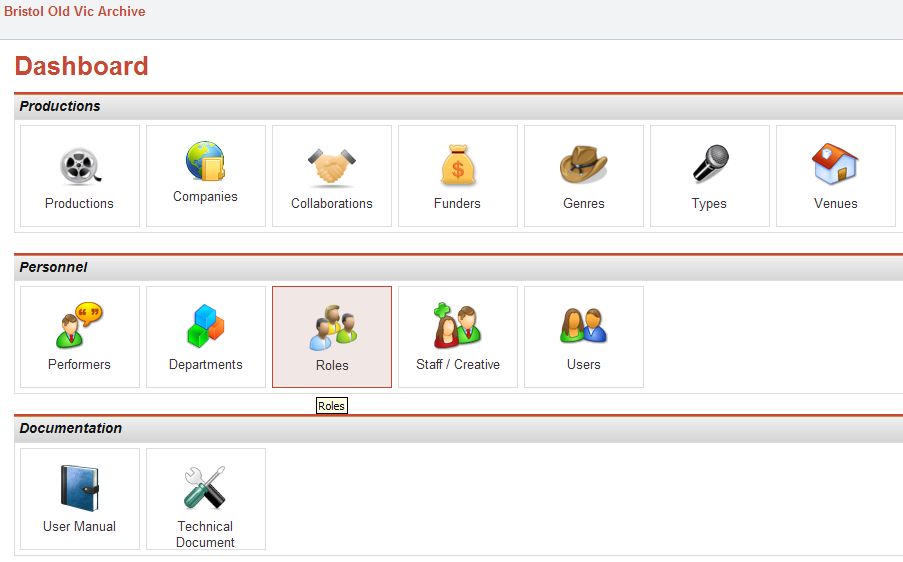 Bristol Old Vic Archive
Dashboard
Productions
Productions
Companies
Collaborations
$
Funders
Genres
Types
Venues
Personnel
“ ”
Performers
Departments
Roles
Staff / Creative
Users
Roles
Documentation
User Manual
Technical
Document